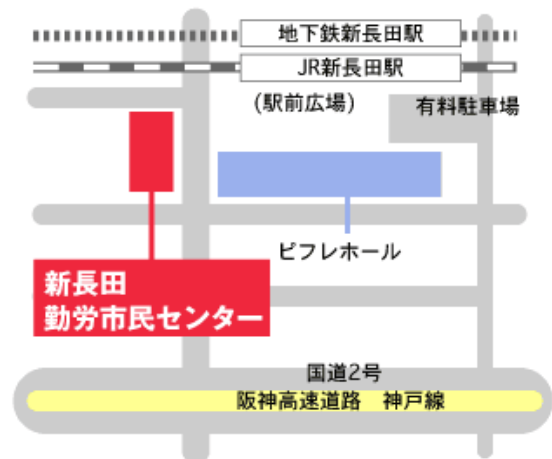 地下鉄新長田駅
JR新長田駅
(駅前広場)
有料駐車場
ピフレホール
新長田
勤労市民センター
国道2号
阪神高速道路　神戸線